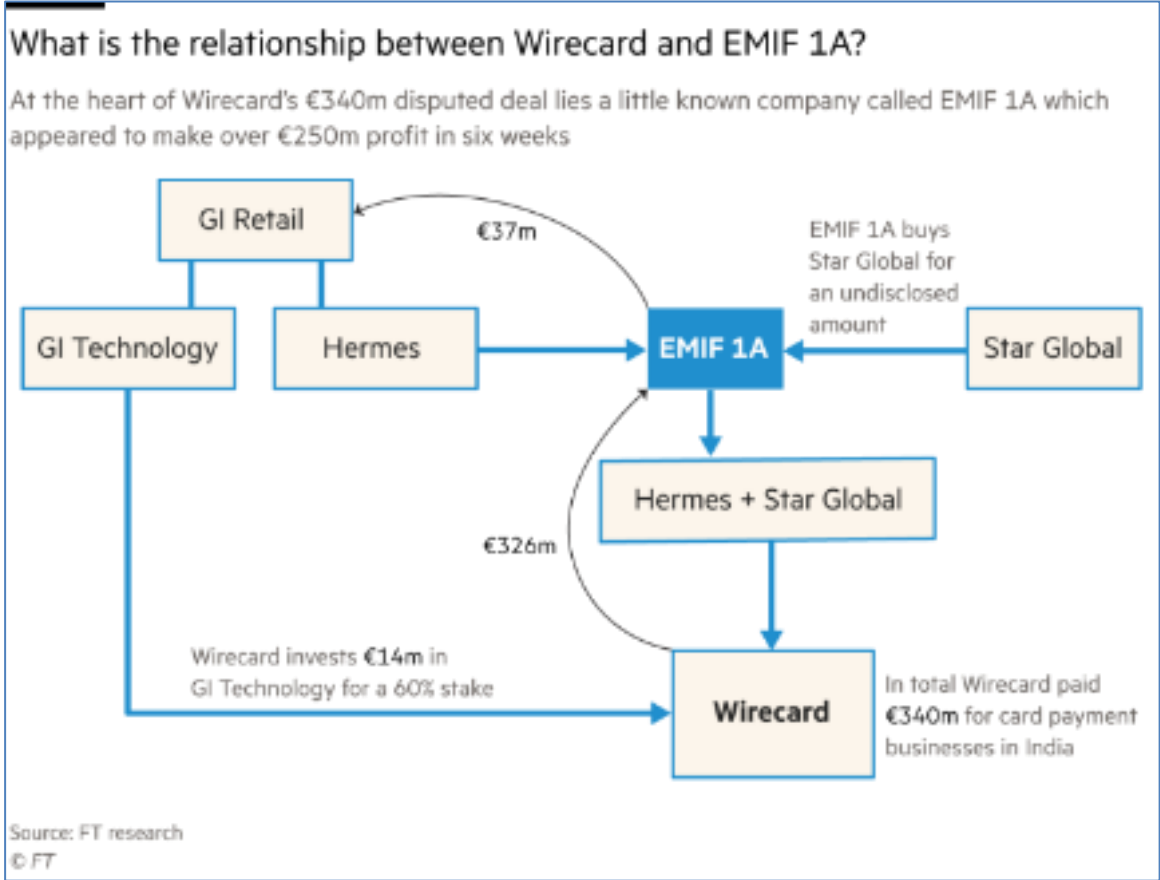 What is the relationship between Wirecard and EMIF 1A?
At the heart of Wirecard's €340m disputed deal lies a little known company called EMIF 1A which
appeared to make over €250m profit in six weeks
GI Retail
€37m
EMIF 1A buys
Star Global for
an undisclosed
amount
GI Technology
Hermes
EMIF 1A
Star Global
Hermes + Star Global
€326m
Wirecard invests €14m in
GI Technology for a 60% stake
Wirecard
In total Wirecard paid
€340m for card payment
businesses in India
Source: FT research
© FT